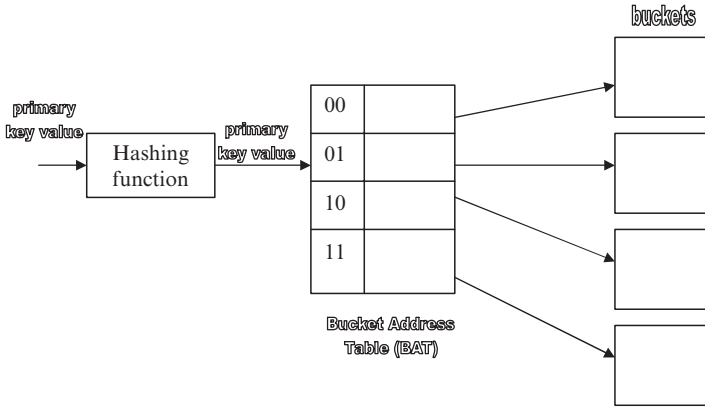 buckets
primary
key value
Hashing
function
primary
key value
00
01
10
11
Bucket Address
Table (BAT)